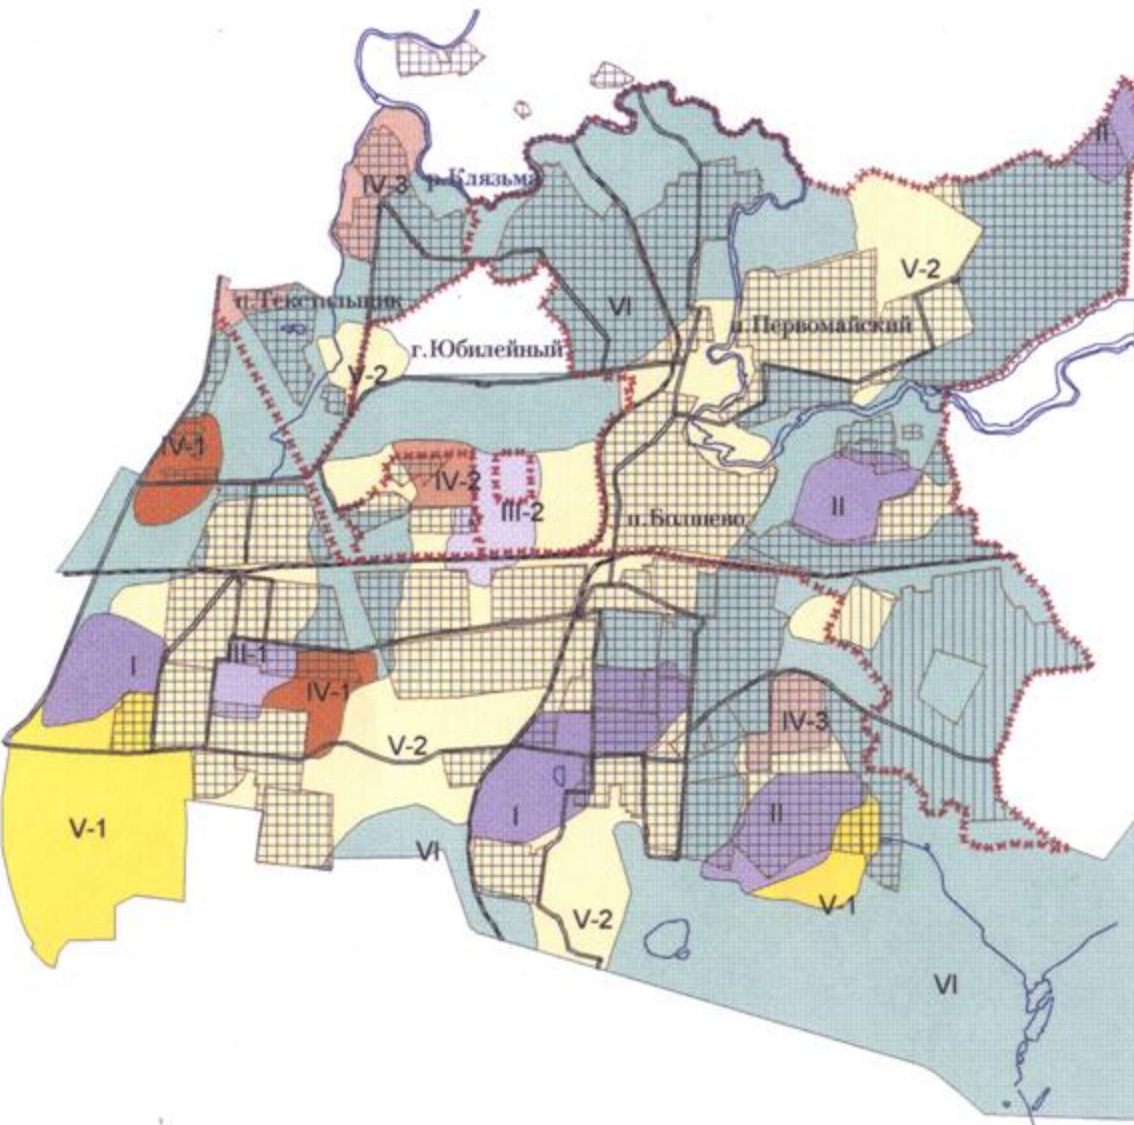 II
IV-3
р.Клязьма
V-2
п.Текстильщик
VI
п.Первомайский
г.Юбилейный
V-2
IV-1
IV-2
II
III-2
п.Болшево
I
III-1
IV-1
IV-3
V-2
I
II
V-1
VI
V-1
V-2
VI